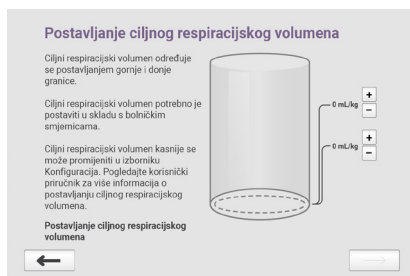 Postavljanje ciljnog respiracijskog volumena
Ciljni respiracijski volumen određuje
se postavljanjem gornje i donje
granice.
Ciljni respiracijski volumen potrebno je
postaviti u skladu s bolničkim
smjernicama.
Ciljni respiracijski volumen kasnije se
može promijeniti u izborniku
Konfiguracija. Pogledajte korisnički
priručnik za više informacija o
postavljanju ciljnog respiracijskog
volumena.
Postavljanje ciljnog respiracijskog
volumena
+
0 mL/kg
−
+
0 mL/kg
−